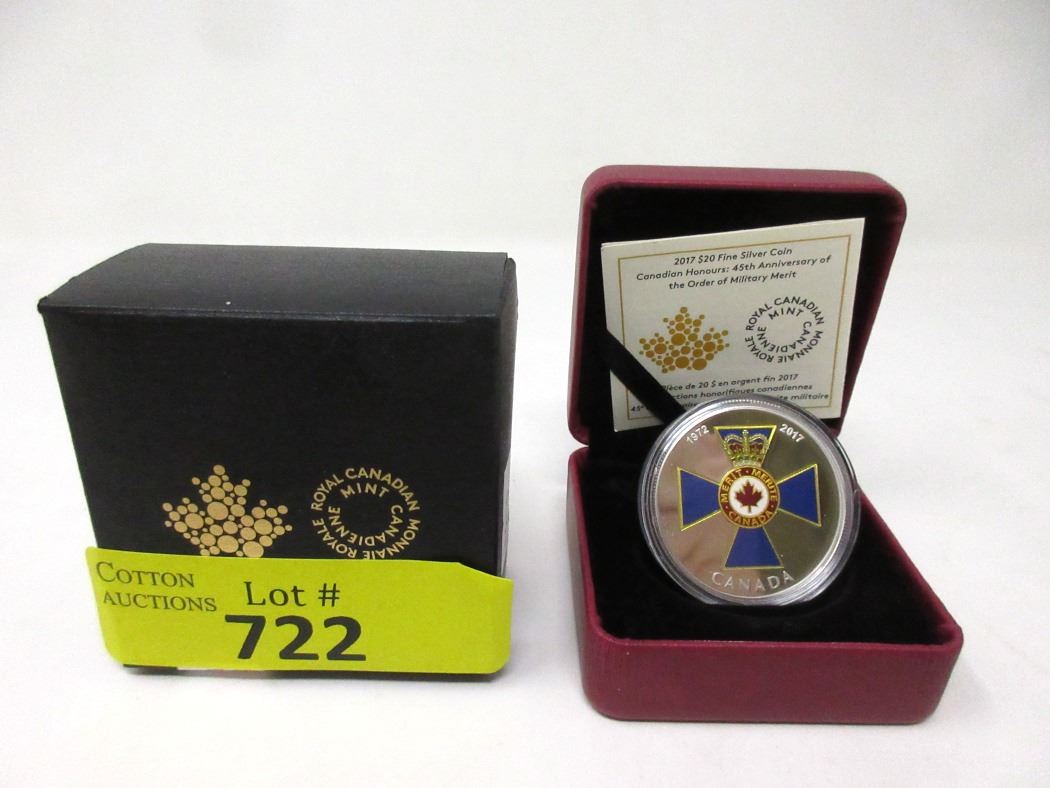 ROYAL CANADIAN MINT
MONNAIE ROYALE CANADIENNE
COTTON
AUCTIONS
Lot #
722
2017 $20 Fine Silver Coin
Canadian Honours: 45th Anniversary of
the Order of Military Merit
ROYAL CANADIAN MINT
MONNAIE ROYALE CANADIENNE
Pièce de 20 $ en argent fin 2017
honorifiques canadiennes
45e militaire
1972 2017
MERIT · MÉRITE
· CANADA ·
CANADA